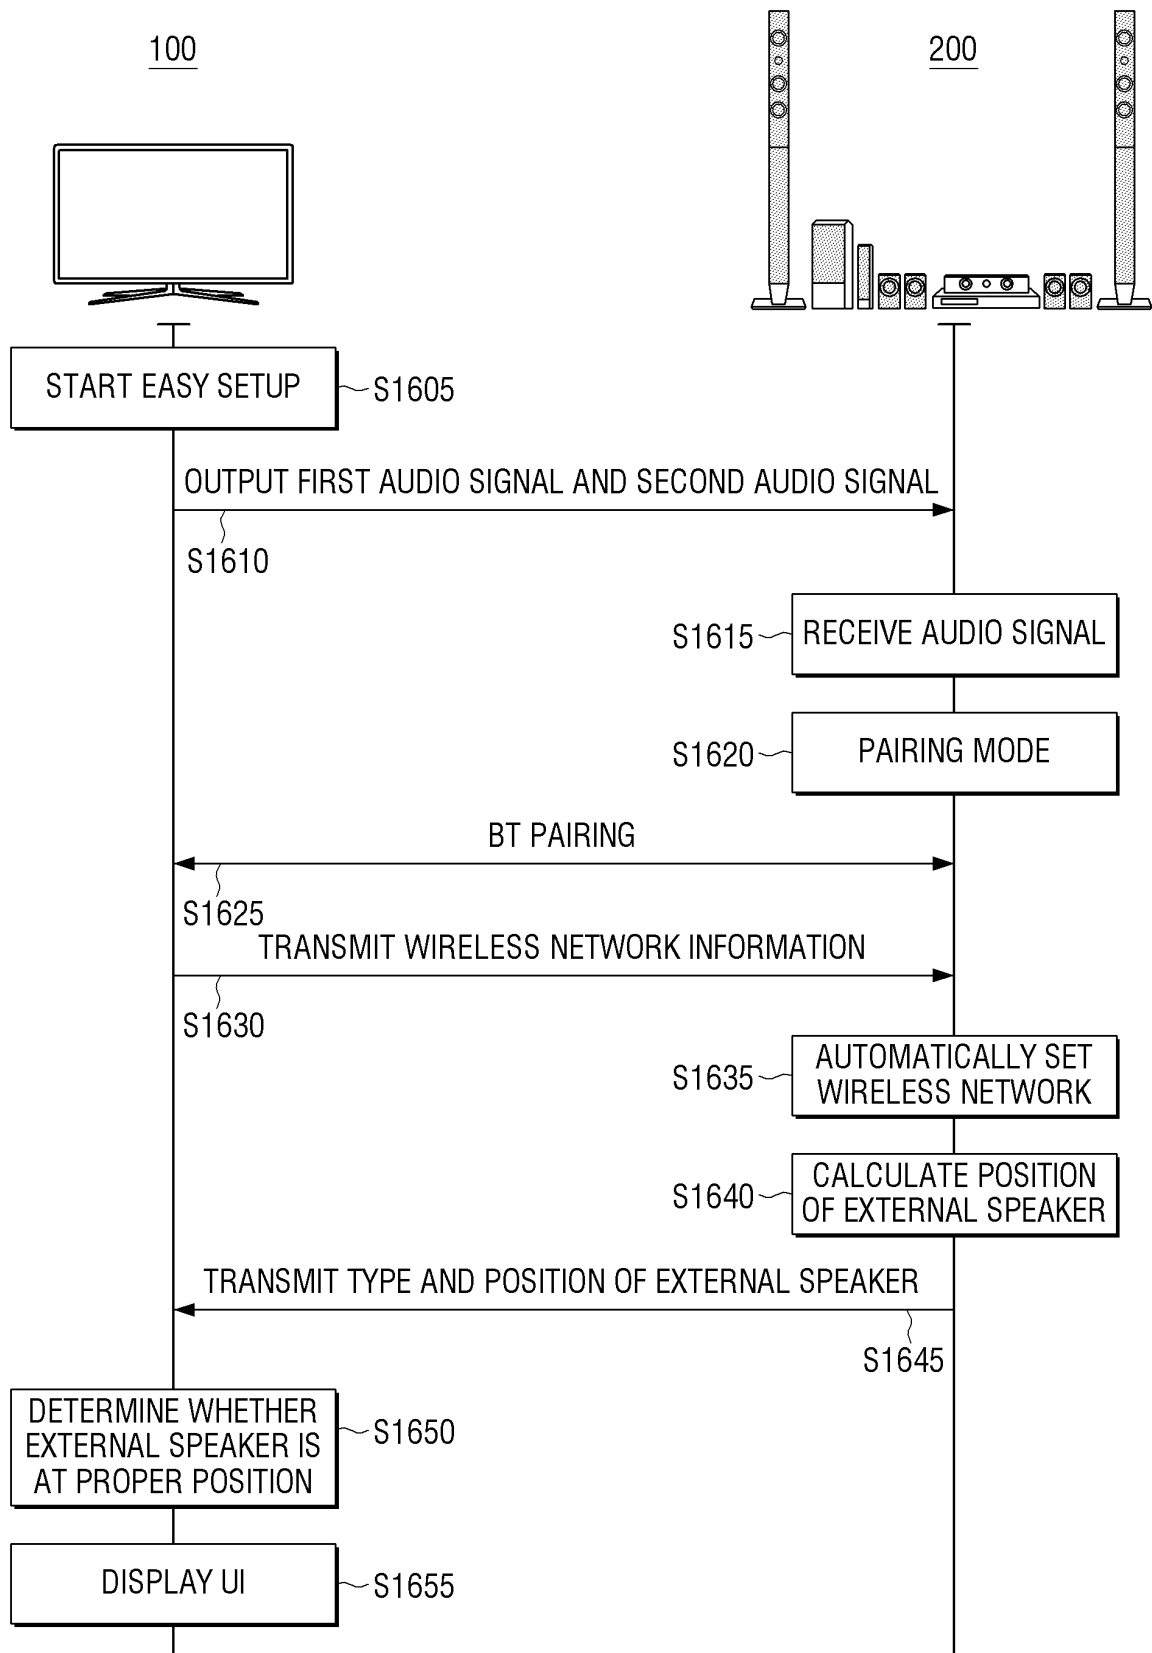 100
200
START EASY SETUP
S1605
OUTPUT FIRST AUDIO SIGNAL AND SECOND AUDIO SIGNAL
S1610
S1615
RECEIVE AUDIO SIGNAL
S1620
PAIRING MODE
BT PAIRING
S1625
TRANSMIT WIRELESS NETWORK INFORMATION
S1630
S1635
AUTOMATICALLY SET
WIRELESS NETWORK
S1640
CALCULATE POSITION
OF EXTERNAL SPEAKER
TRANSMIT TYPE AND POSITION OF EXTERNAL SPEAKER
S1645
DETERMINE WHETHER
EXTERNAL SPEAKER IS
AT PROPER POSITION
S1650
DISPLAY UI
S1655